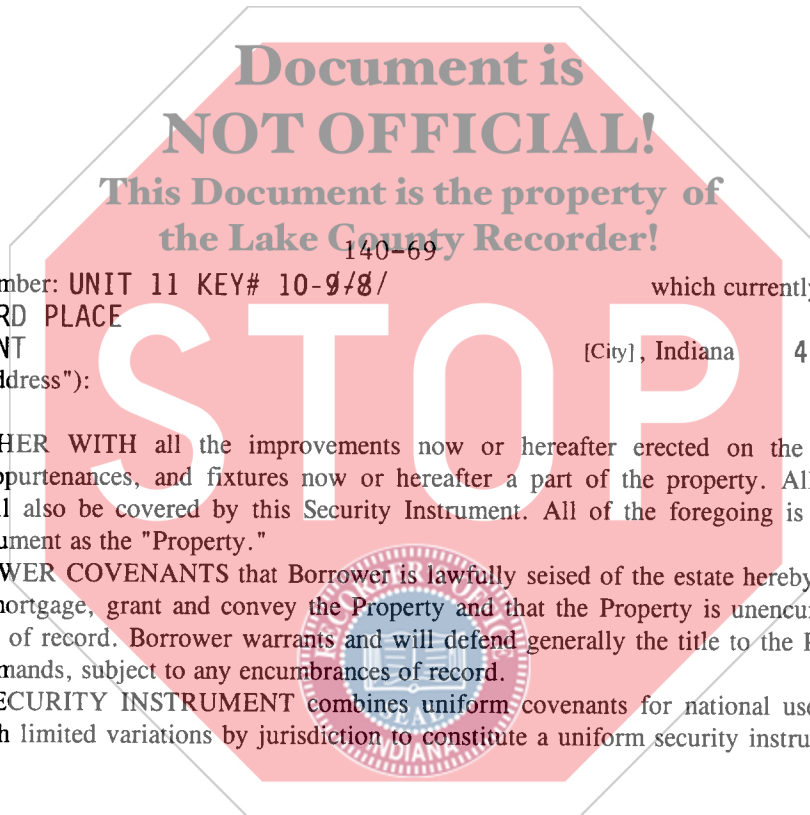 Document is
NOT OFFICIAL!
This Document is the property of
the Lake County Recorder!
140-69
mber: UNIT 11 KEY# 10-9/8/ which currently
RD PLACE
NT [City], Indiana 4
ddress"):
STOP
HER WITH all the improvements now or hereafter erected on the
ppurtenances, and fixtures now or hereafter a part of the property. All
l also be covered by this Security Instrument. All of the foregoing is
ument as the "Property."
WER COVENANTS that Borrower is lawfully seised of the estate hereby
mortgage, grant and convey the Property and that the Property is unencu
of record. Borrower warrants and will defend generally the title to the P
mands, subject to any encumbrances of record.
ECURITY INSTRUMENT combines uniform covenants for national use
h limited variations by jurisdiction to constitute a uniform security instru
RECORDER OF
SEAL
INDIANA